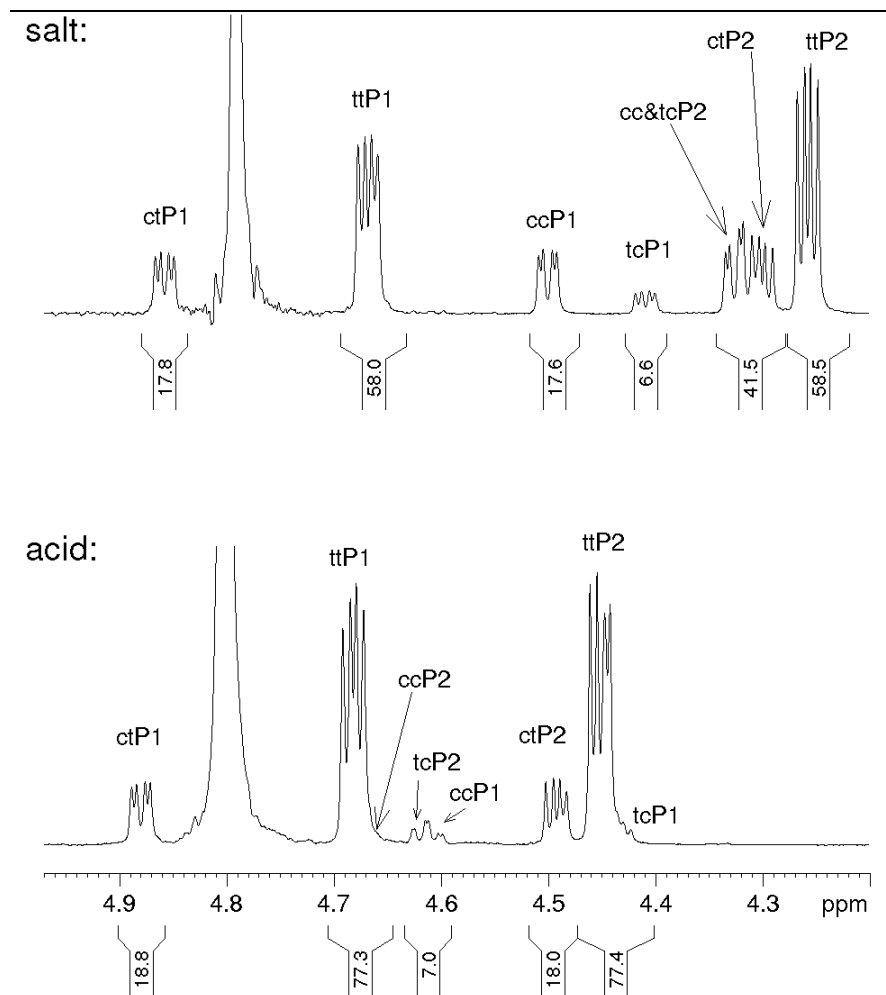 salt:
ctP2
ttP2
ttP1
cc&tcP2
ctP1
ccP1
tcP1
17.8
58.0
17.6
6.6
41.5
58.5
acid:
ttP1
ttP2
ccP2
ctP1
tcP2
ctP2
ccP1
tcP1
4.9 4.8 4.7 4.6 4.5 4.4 4.3 ppm
18.8
77.3
7.0
18.0
77.4